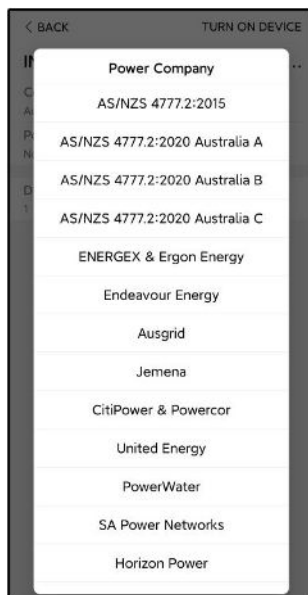 < BACK TURN ON DEVICE
Power Company
AS/NZS 4777.2:2015
AS/NZS 4777.2:2020 Australia A
AS/NZS 4777.2:2020 Australia B
AS/NZS 4777.2:2020 Australia C
ENERGEX & Ergon Energy
Endeavour Energy
Ausgrid
Jemena
CitiPower & Powercor
United Energy
PowerWater
SA Power Networks
Horizon Power